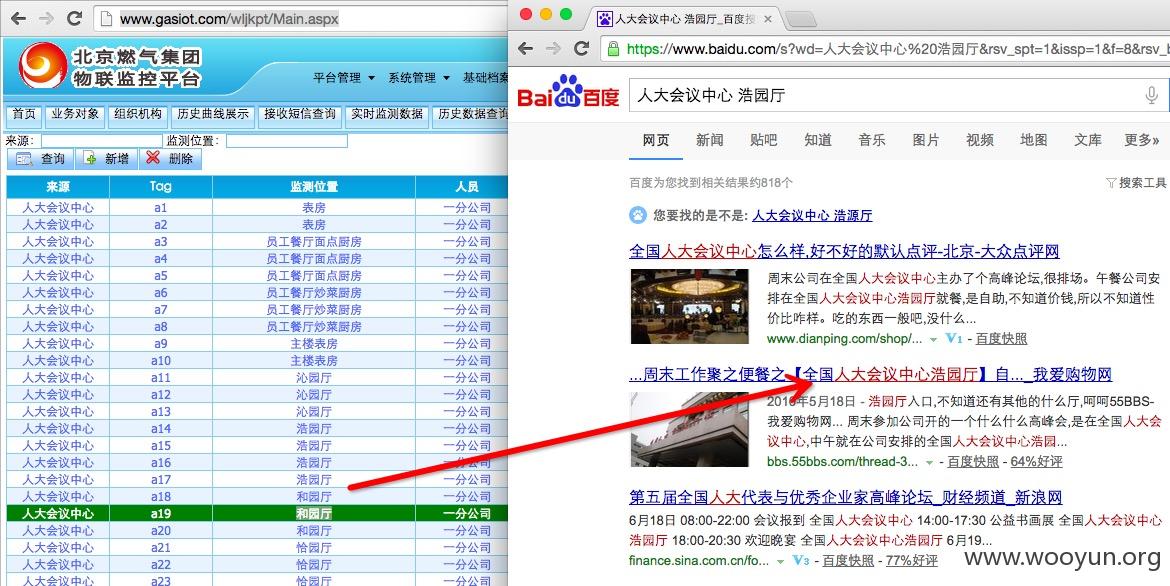 www.gasiot.com/wljkpt/Main.aspx
北京燃气集团
物联监控平台
平台管理 系统管理 基础档案
首页 业务对象 组织机构 历史曲线展示 接收短信查询 实时监测数据 历史数据查询
来源: 监测位置:
查询 新增 删除
来源 Tag 监测位置 人员
人大会议中心 a1 表房 一分公司
人大会议中心 a2 表房 一分公司
人大会议中心 a3 员工餐厅面点厨房 一分公司
人大会议中心 a4 员工餐厅面点厨房 一分公司
人大会议中心 a5 员工餐厅面点厨房 一分公司
人大会议中心 a6 员工餐厅炒菜厨房 一分公司
人大会议中心 a7 员工餐厅炒菜厨房 一分公司
人大会议中心 a8 员工餐厅炒菜厨房 一分公司
人大会议中心 a9 主楼表房 一分公司
人大会议中心 a10 主楼表房 一分公司
人大会议中心 a11 沁园厅 一分公司
人大会议中心 a12 沁园厅 一分公司
人大会议中心 a13 沁园厅 一分公司
人大会议中心 a14 浩园厅 一分公司
人大会议中心 a15 浩园厅 一分公司
人大会议中心 a16 浩园厅 一分公司
人大会议中心 a17 浩园厅 一分公司
人大会议中心 a18 和园厅 一分公司
人大会议中心 a19 和园厅 一分公司
人大会议中心 a20 和园厅 一分公司
人大会议中心 a21 怡园厅 一分公司
人大会议中心 a22 怡园厅 一分公司
人大会议中心 a23 怡园厅 一分公司
人大会议中心 浩园厅_百度搜
https://www.baidu.com/s?wd=人大会议中心%20浩园厅&rsv_spt=1&issp=1&f=8&rsv_b
Bai du 百度 人大会议中心 浩园厅
网页 新闻 贴吧 知道 音乐 图片 视频 地图 文库 更多»
百度为您找到相关结果约818个 搜索工具
您要找的是不是: 人大会议中心 浩源厅
全国人大会议中心怎么样,好不好的默认点评-北京-大众点评网
周末公司在全国人大会议中心主办了个高峰论坛,很排场。午餐公司安
排在全国人大会议中心浩园厅就餐,是自助,不知道价钱,所以不知道性
价比咋样。吃的东西一般吧,没什么...
www.dianping.com/shop/... V1 - 百度快照
...周末工作聚之便餐之【全国人大会议中心浩园厅】自..._我爱购物网
2010年5月18日 - 浩园厅入口,不知道还有其他的什么厅,呵呵55BBS-
我爱购物网... 周末参加公司开的一个什么什么高峰会,是在全国人大会
议中心,中午就在公司安排的全国人大会议中心浩园...
bbs.55bbs.com/thread-3... - 百度快照 - 64%好评
第五届全国人大代表与优秀企业家高峰论坛_财经频道_新浪网
6月18日 08:00-22:00 会议报到 全国人大会议中心 14:00-17:30 公益书画展 全国人大会议中心
浩园厅 18:00-20:30 欢迎晚宴 全国人大会议中心浩园厅 6月19...
finance.sina.com.cn/fo... V3 - 百度快照 - 77%好评
www.wooyun.org